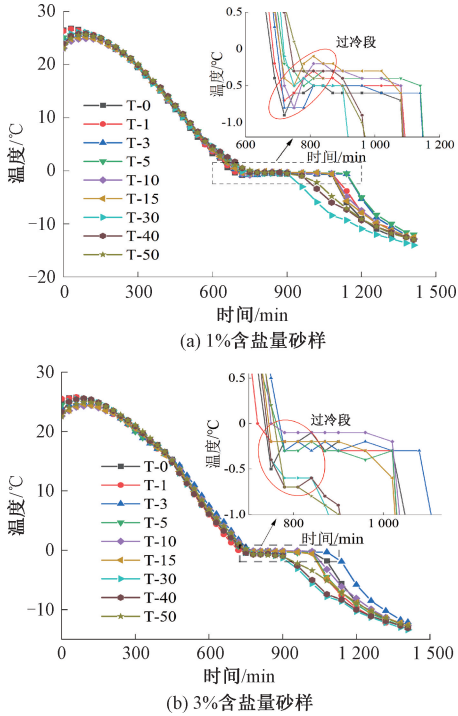 30
20
10
0
−10
−20
温度/℃
0
300
600
900
1 200
1 500
时间/min
T-0
T-1
T-3
T-5
T-10
T-15
T-30
T-40
T-50
0.5
0
-0.5
-1.0
温度/℃
600
800
1 000
1 200
时间/min
过冷段
(a) 1%含盐量砂样
30
20
10
0
−10
温度/℃
0
300
600
900
1 200
1 500
时间/min
T-0
T-1
T-3
T-5
T-10
T-15
T-30
T-40
T-50
0.5
0
-0.5
-1.0
温度/℃
800
1 000
时间/min
过冷段
(b) 3%含盐量砂样